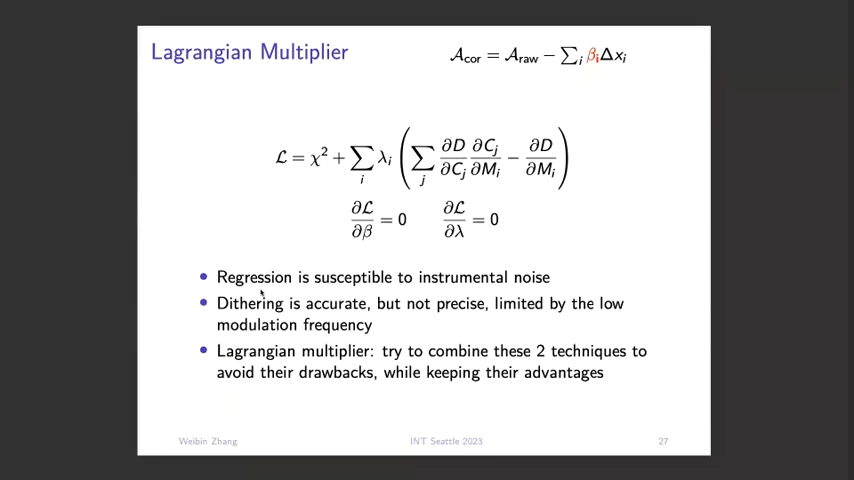 Lagrangian Multiplier
𝒜cor = 𝒜raw − ∑ᵢ βᵢΔxᵢ
ℒ = χ² + ∑ᵢ λᵢ (∑ⱼ ∂D/∂Cⱼ ∂Cⱼ/∂Mᵢ − ∂D/∂Mᵢ)
∂ℒ/∂β = 0 ∂ℒ/∂λ = 0
• Regression is susceptible to instrumental noise
• Dithering is accurate, but not precise, limited by the low
modulation frequency
• Lagrangian multiplier: try to combine these 2 techniques to
avoid their drawbacks, while keeping their advantages
Weibin Zhang INT Seattle 2023 27